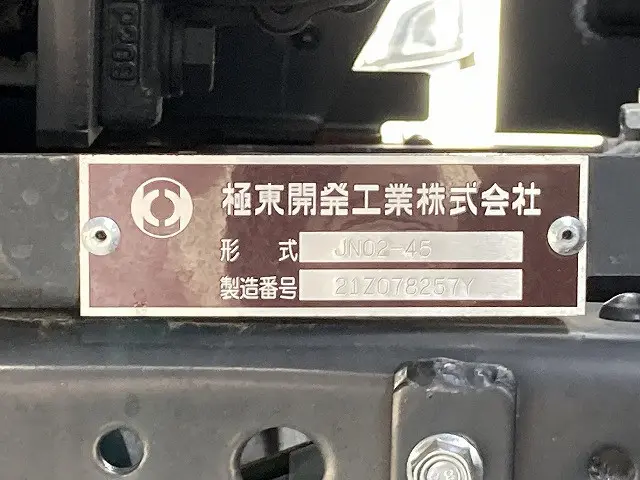 極東開発工業株式会社
形 式 JN02-45
製造番号 21Z078257Y